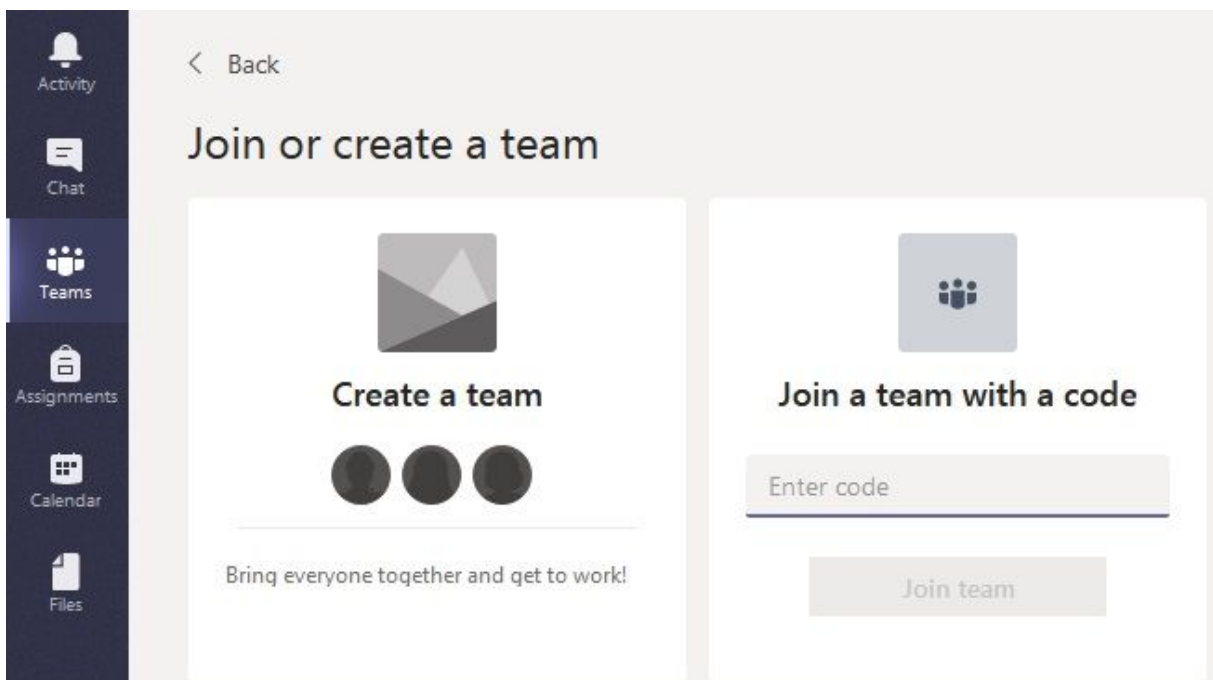 Activity
Chat
Teams
Assignments
Calendar
Files
Back
Join or create a team
Create a team
Bring everyone together and get to work!
Join a team with a code
Enter code
Join team